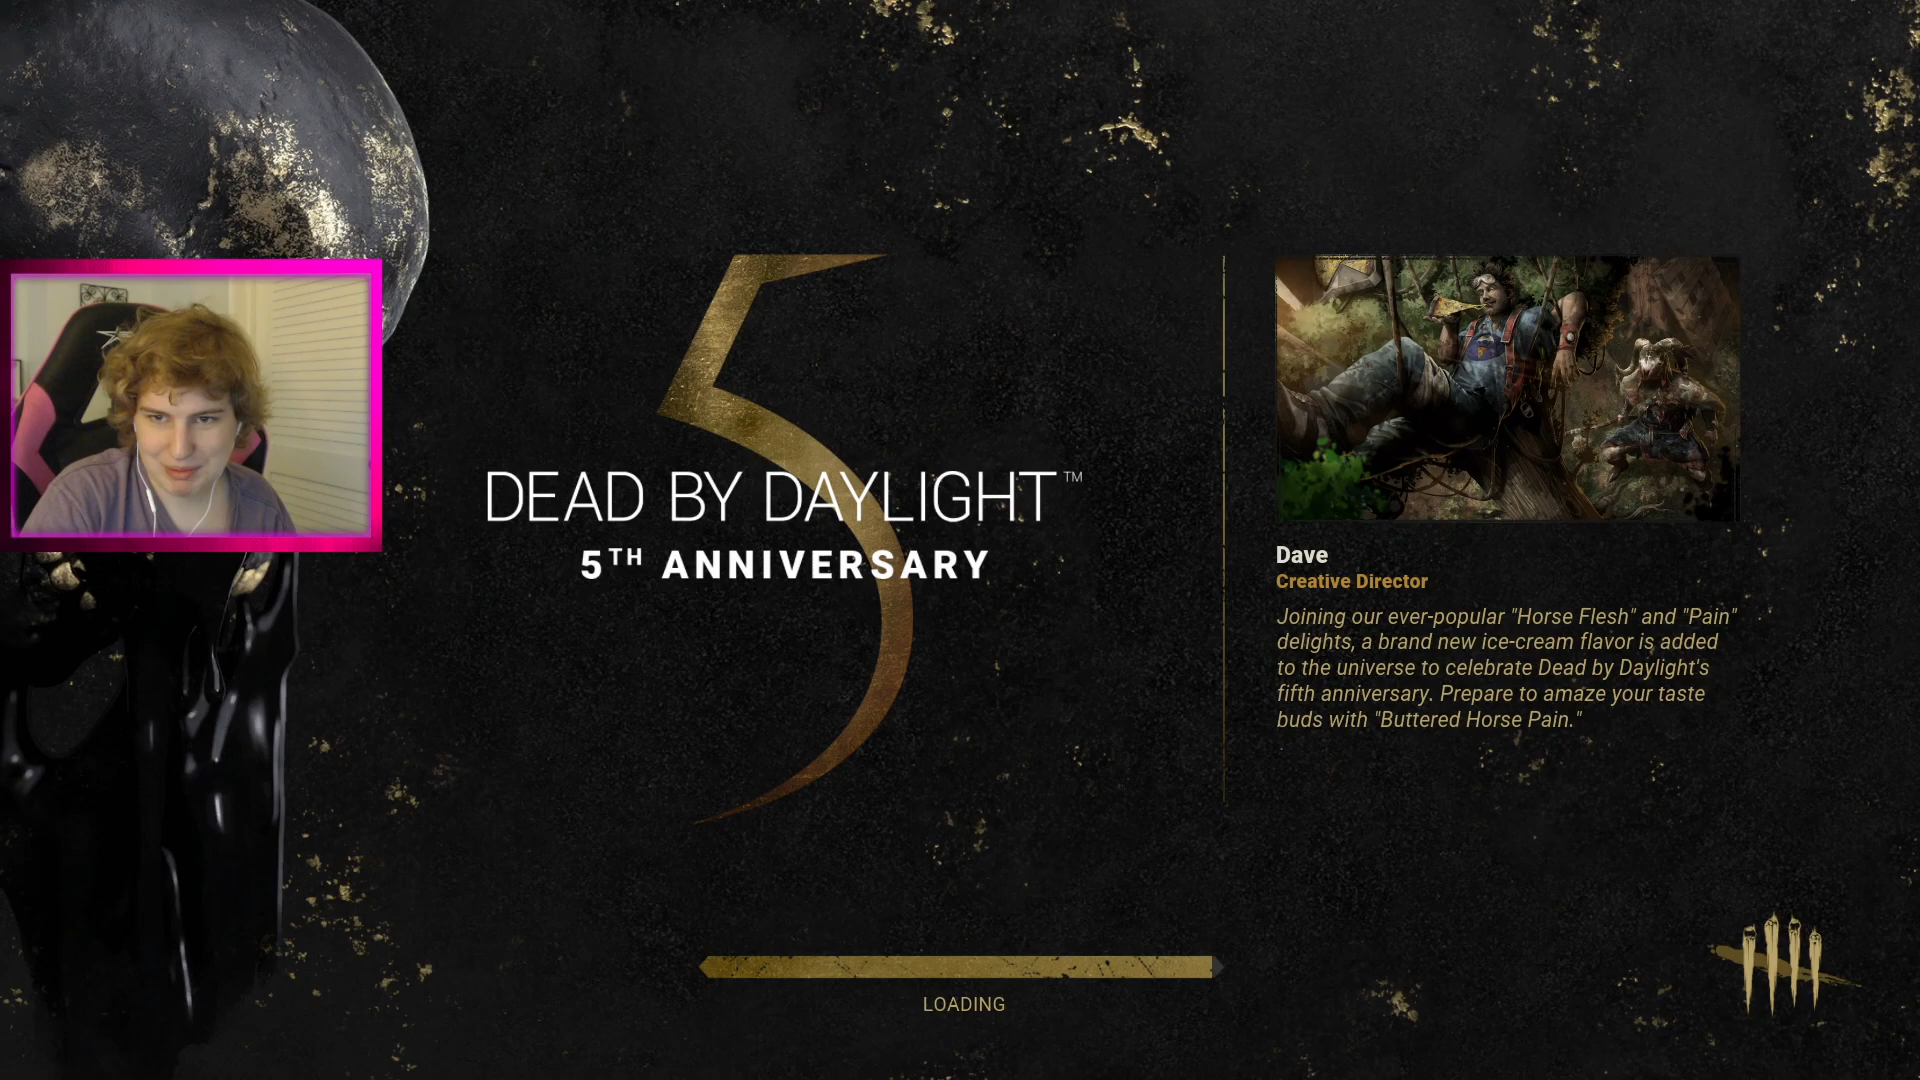 5
DEAD BY DAYLIGHT™
5TH ANNIVERSARY
Dave
Creative Director
Joining our ever-popular "Horse Flesh" and "Pain"
delights, a brand new ice-cream flavor is added
to the universe to celebrate Dead by Daylight's
fifth anniversary. Prepare to amaze your taste
buds with "Buttered Horse Pain."
LOADING